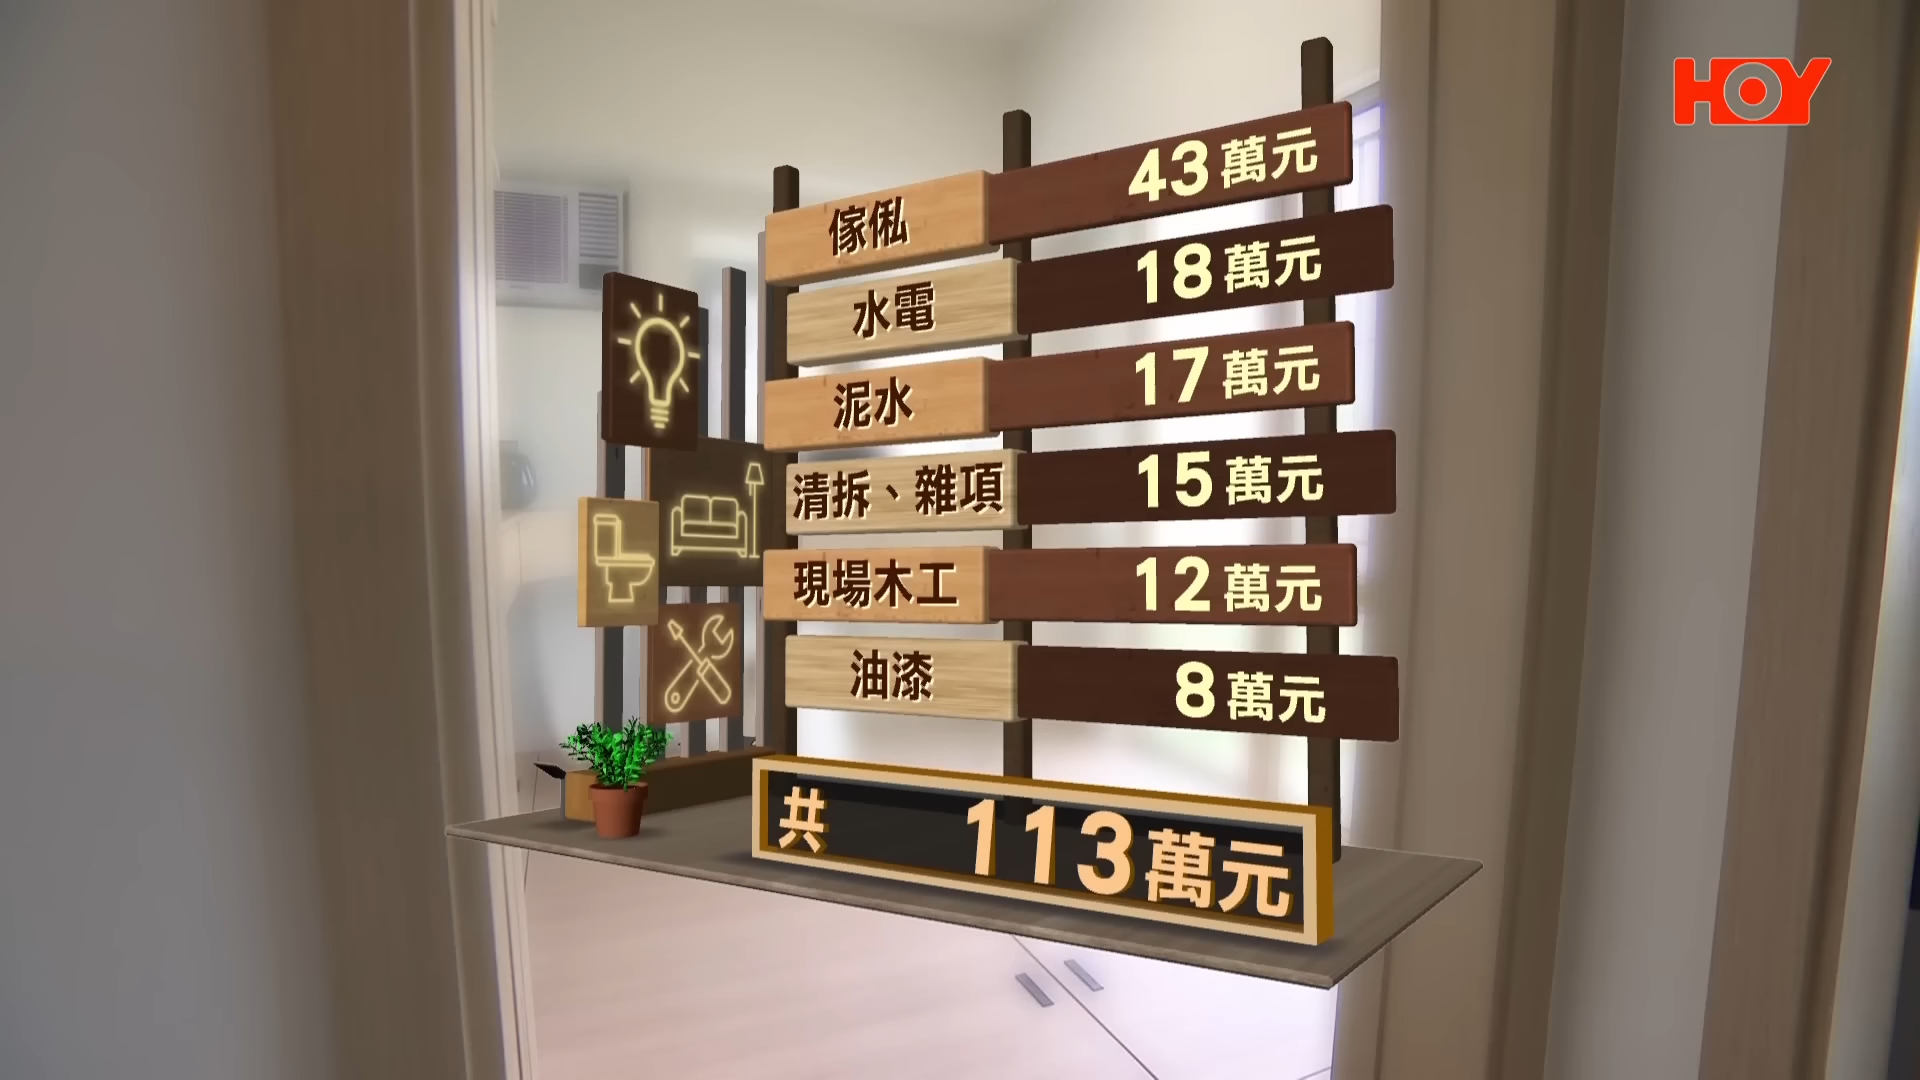 HOY
傢俬 43萬元
水電 18萬元
泥水 17萬元
清拆、雜項 15萬元
現場木工 12萬元
油漆 8萬元
共 113萬元